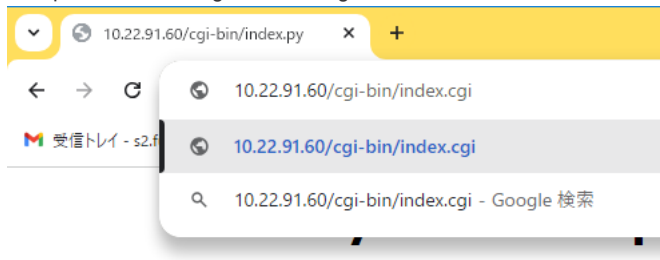 10.22.91.60/cgi-bin/index.py
10.22.91.60/cgi-bin/index.cgi
受信トレイ - s2.f
10.22.91.60/cgi-bin/index.cgi
10.22.91.60/cgi-bin/index.cgi - Google 検索